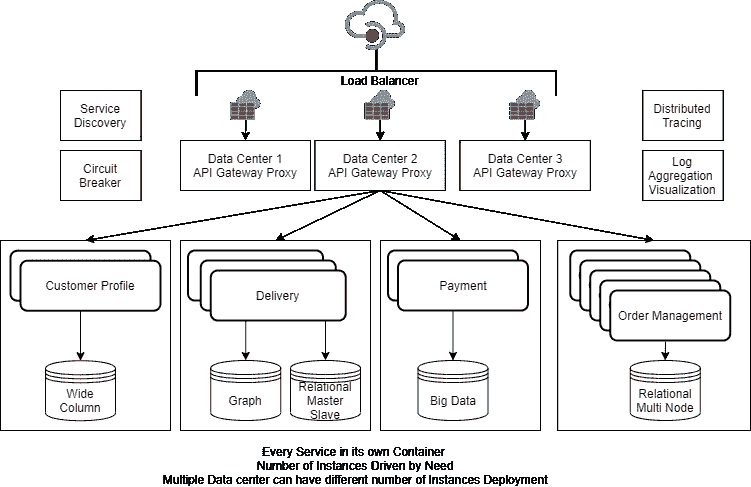 Load Balancer
Service
Discovery
Distributed
Tracing
Circuit
Breaker
Data Center 1
API Gateway Proxy
Data Center 2
API Gateway Proxy
Data Center 3
API Gateway Proxy
Log
Aggregation
Visualization
Customer Profile
Delivery
Payment
Order Management
Wide
Column
Graph
Relational
Master
Slave
Big Data
Relational
Multi Node
Every Service in its own Container
Number of Instances Driven by Need
Multiple Data center can have different number of Instances Deployment